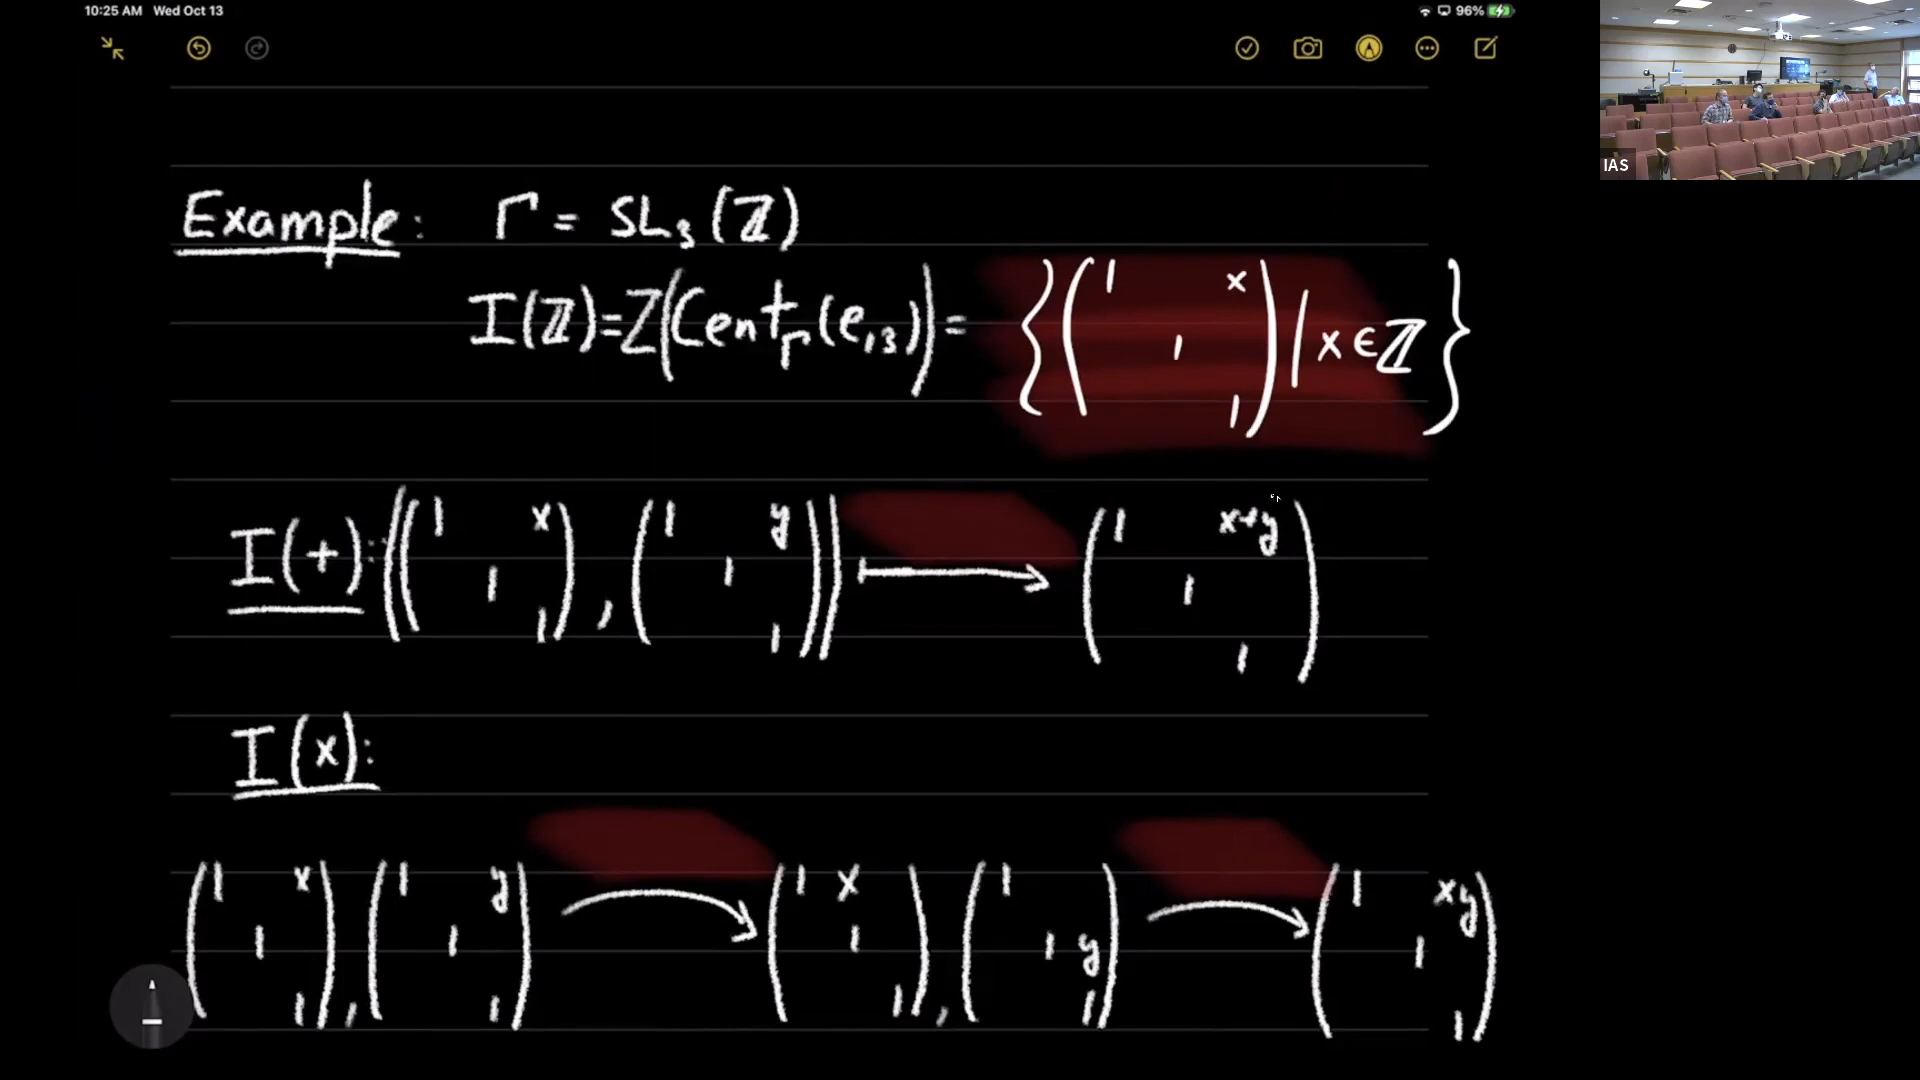 10:25 AM Wed Oct 13
96%
IAS
Example: Γ = SL₃(ℤ)
I(ℤ)=Z(Cent_Γ(e₁₃)) = {(1 x
1
1) | x∈ℤ}
I(+): ((1 x
1
1), (1 y
1
1)) ⟼ (1 x+y
1
1)
I(x):
(1 x
1
1), (1 y
1
1) → (1 x
1
1), (1
1 y
1) → (1 xy
1
1)